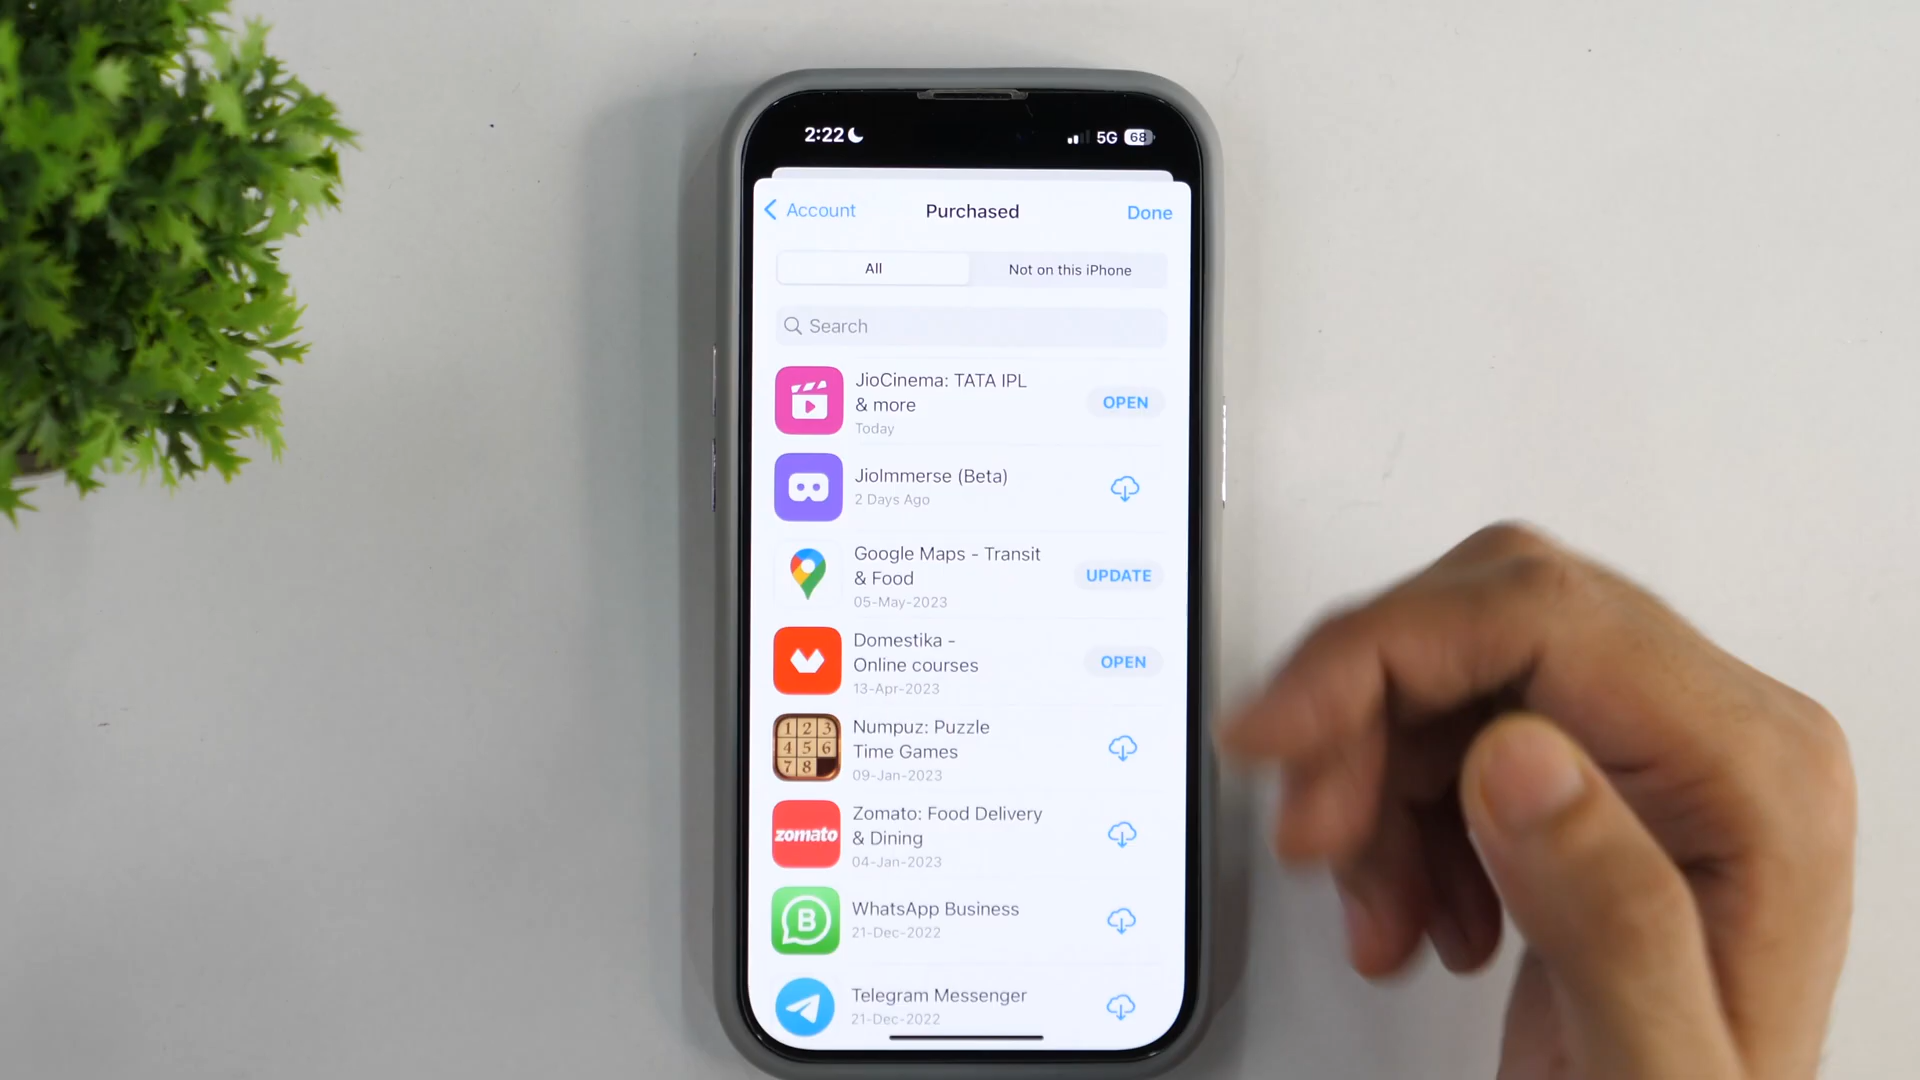 2:22
5G 68
Account
Purchased
Done
All
Not on this iPhone
Search
JioCinema: TATA IPL
& more
Today
OPEN
JioImmerse (Beta)
2 Days Ago
Google Maps - Transit
& Food
05-May-2023
UPDATE
Domestika -
Online courses
13-Apr-2023
OPEN
1 2 3
4 5 6
7 8
Numpuz: Puzzle
Time Games
09-Jan-2023
zomato
Zomato: Food Delivery
& Dining
04-Jan-2023
B
WhatsApp Business
21-Dec-2022
Telegram Messenger
21-Dec-2022